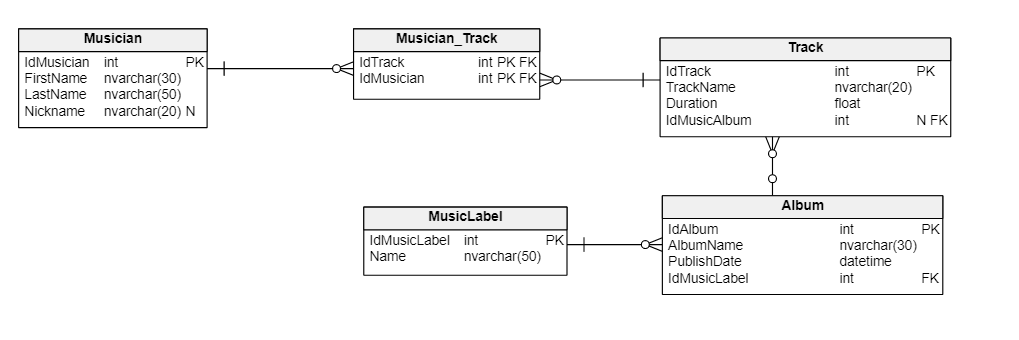 Musician
IdMusician int PK
FirstName nvarchar(30)
LastName nvarchar(50)
Nickname nvarchar(20) N
Musician_Track
IdTrack int PK FK
IdMusician int PK FK
Track
IdTrack int PK
TrackName nvarchar(20)
Duration float
IdMusicAlbum int N FK
MusicLabel
IdMusicLabel int PK
Name nvarchar(50)
Album
IdAlbum int PK
AlbumName nvarchar(30)
PublishDate datetime
IdMusicLabel int FK